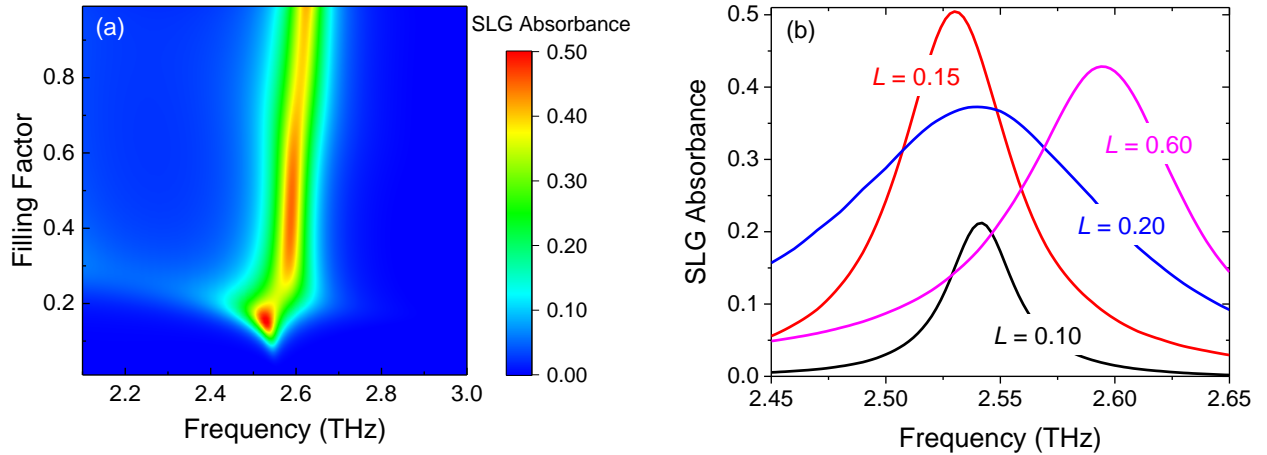 (a)
SLG Absorbance
0.8
0.6
0.4
0.2
Filling Factor
2.2
2.4
2.6
2.8
3.0
Frequency (THz)
0.50
0.40
0.30
0.20
0.10
0.00
(b)
0.5
0.4
0.3
0.2
0.1
0.0
SLG Absorbance
L = 0.15
L = 0.60
L = 0.20
L = 0.10
2.45
2.50
2.55
2.60
2.65
Frequency (THz)